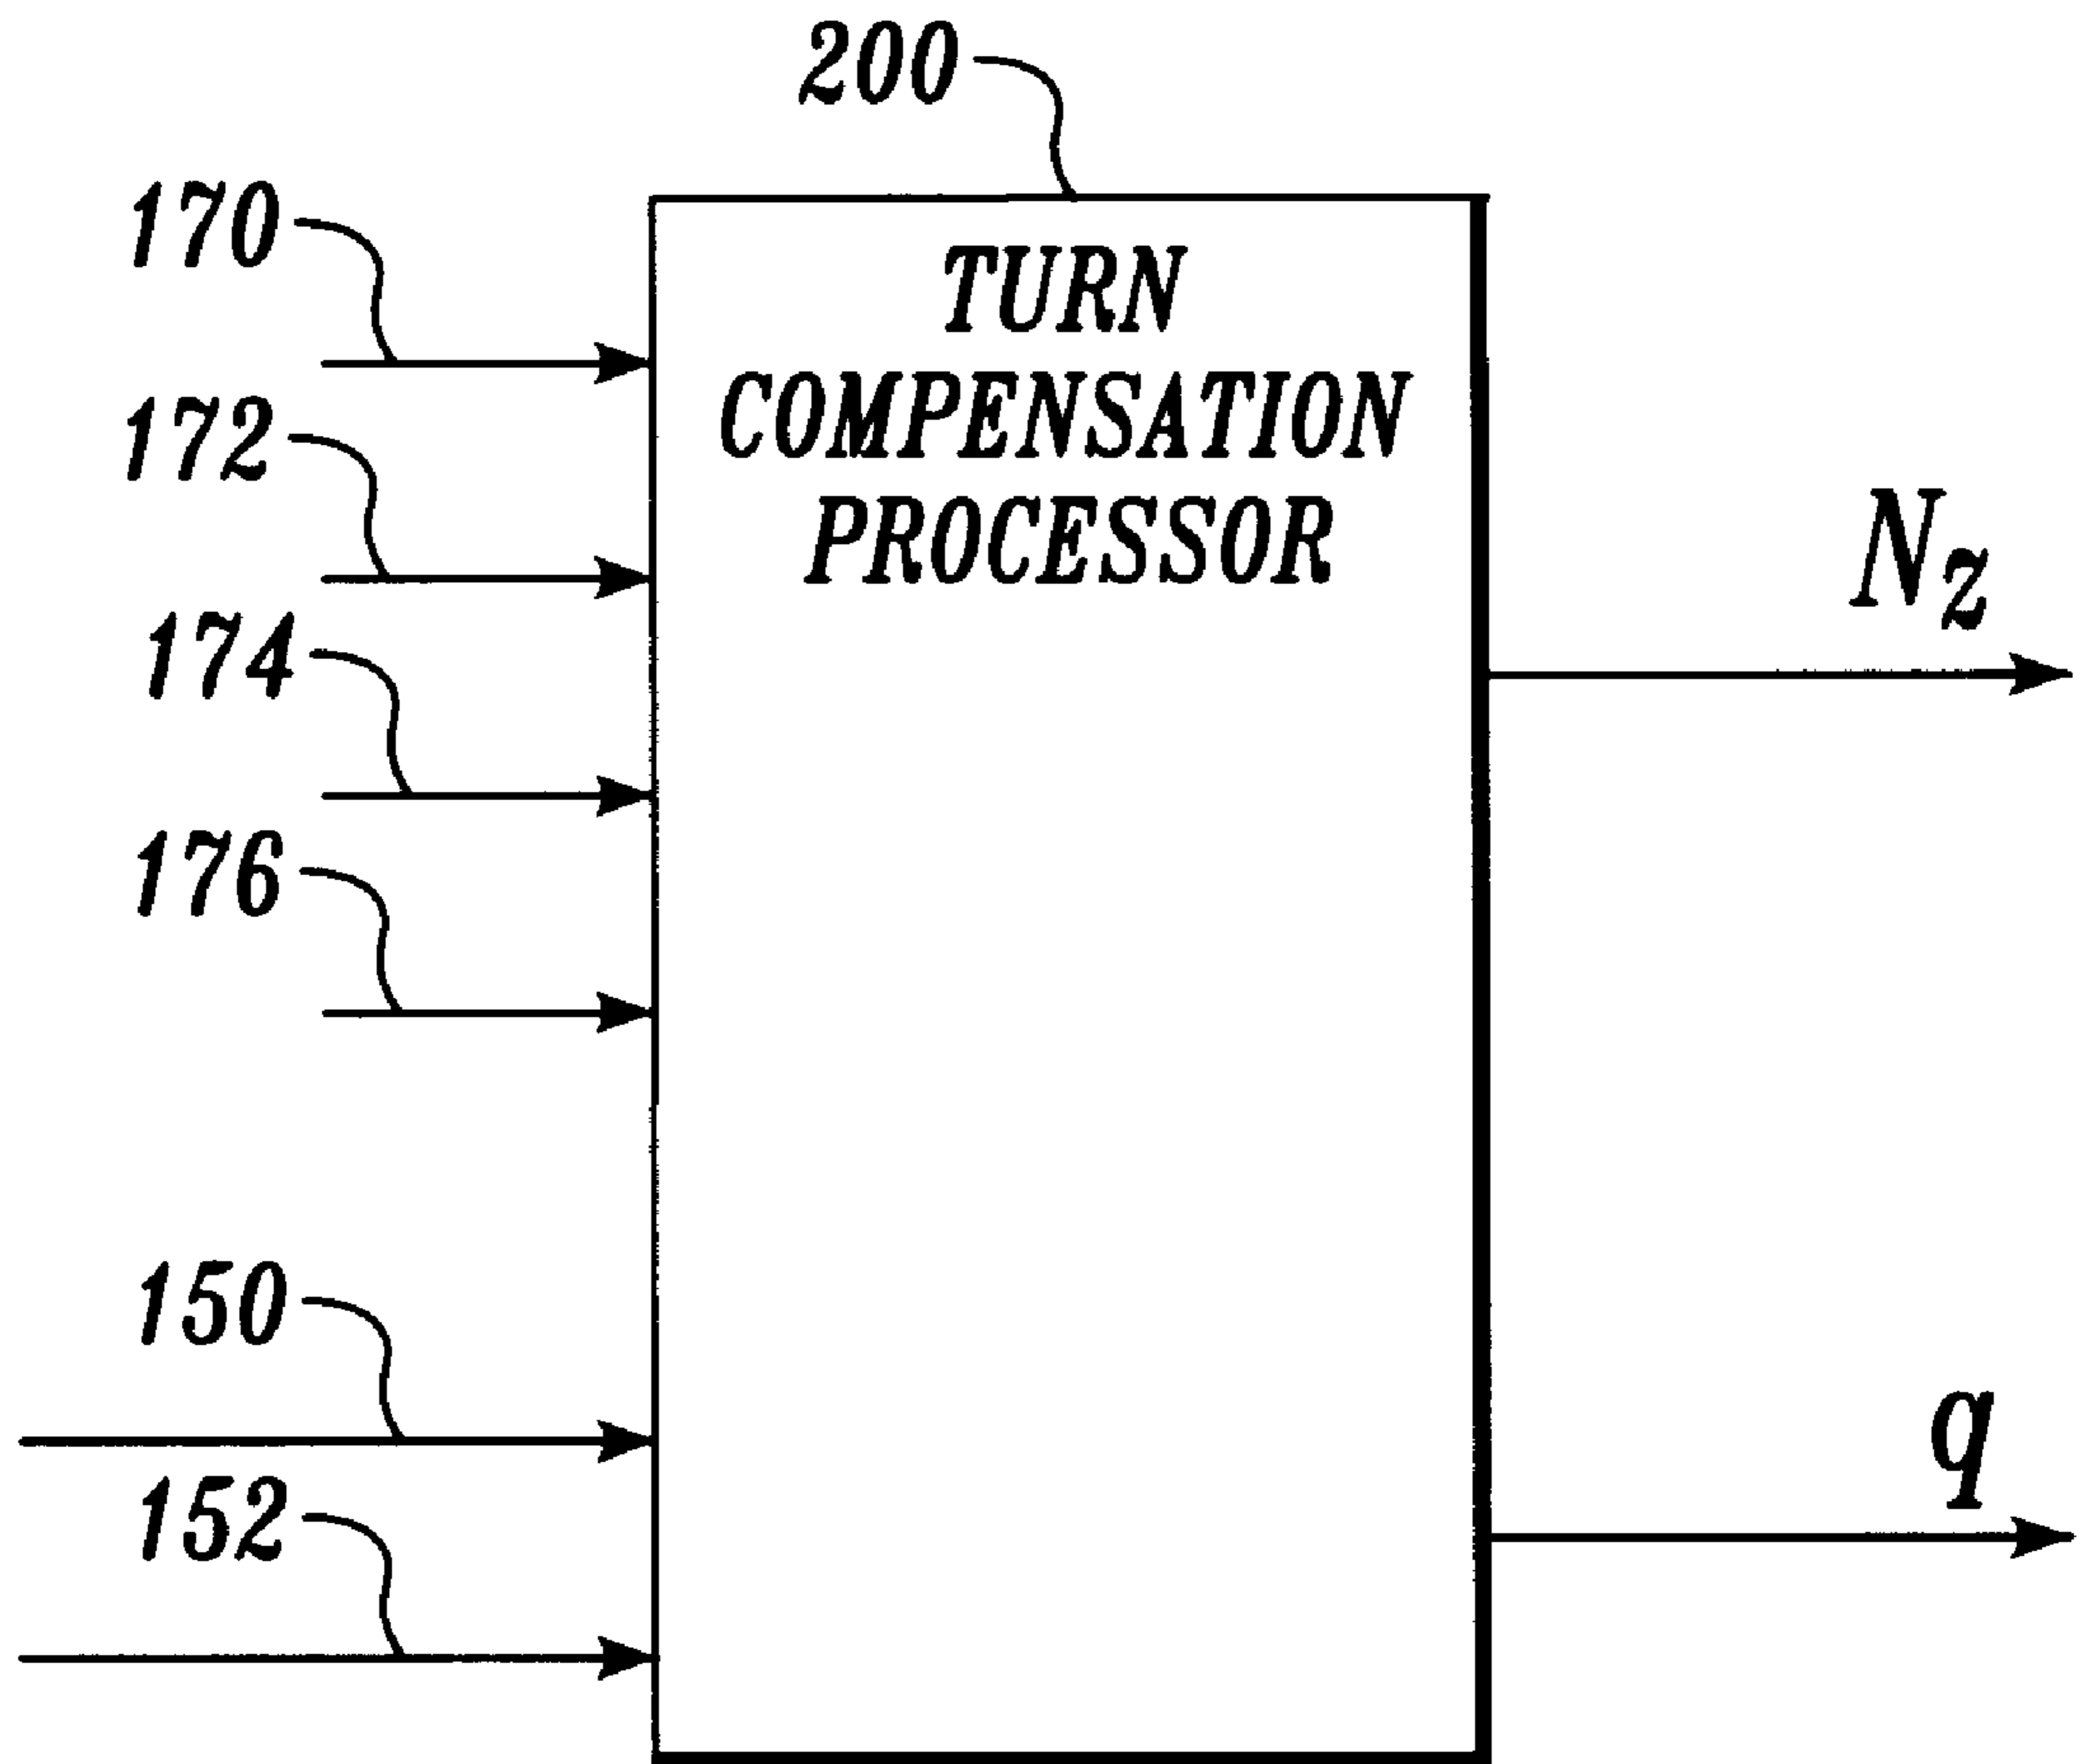 200
170
TURN
172
COMPENSATION
PROCESSOR
NZ
174
176
150
q
152